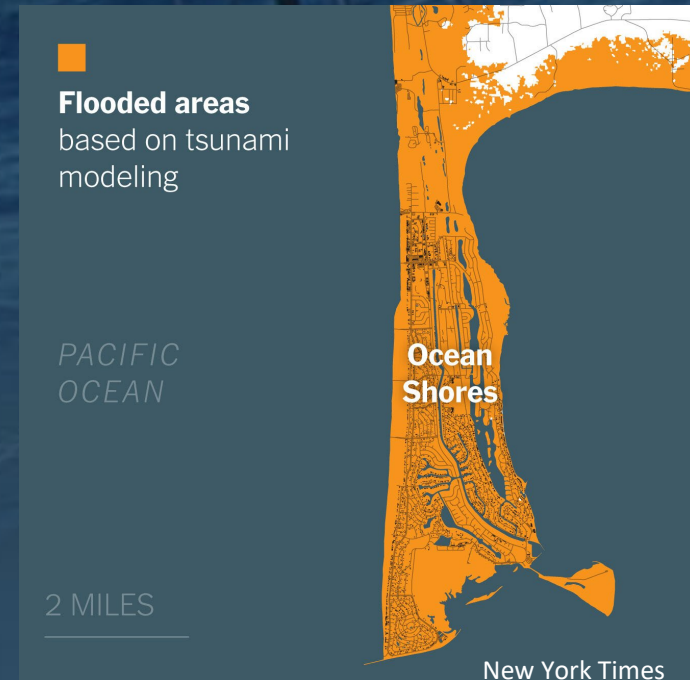 Flooded areas
based on tsunami
modeling
PACIFIC
OCEAN
Ocean
Shores
2 MILES
New York Times